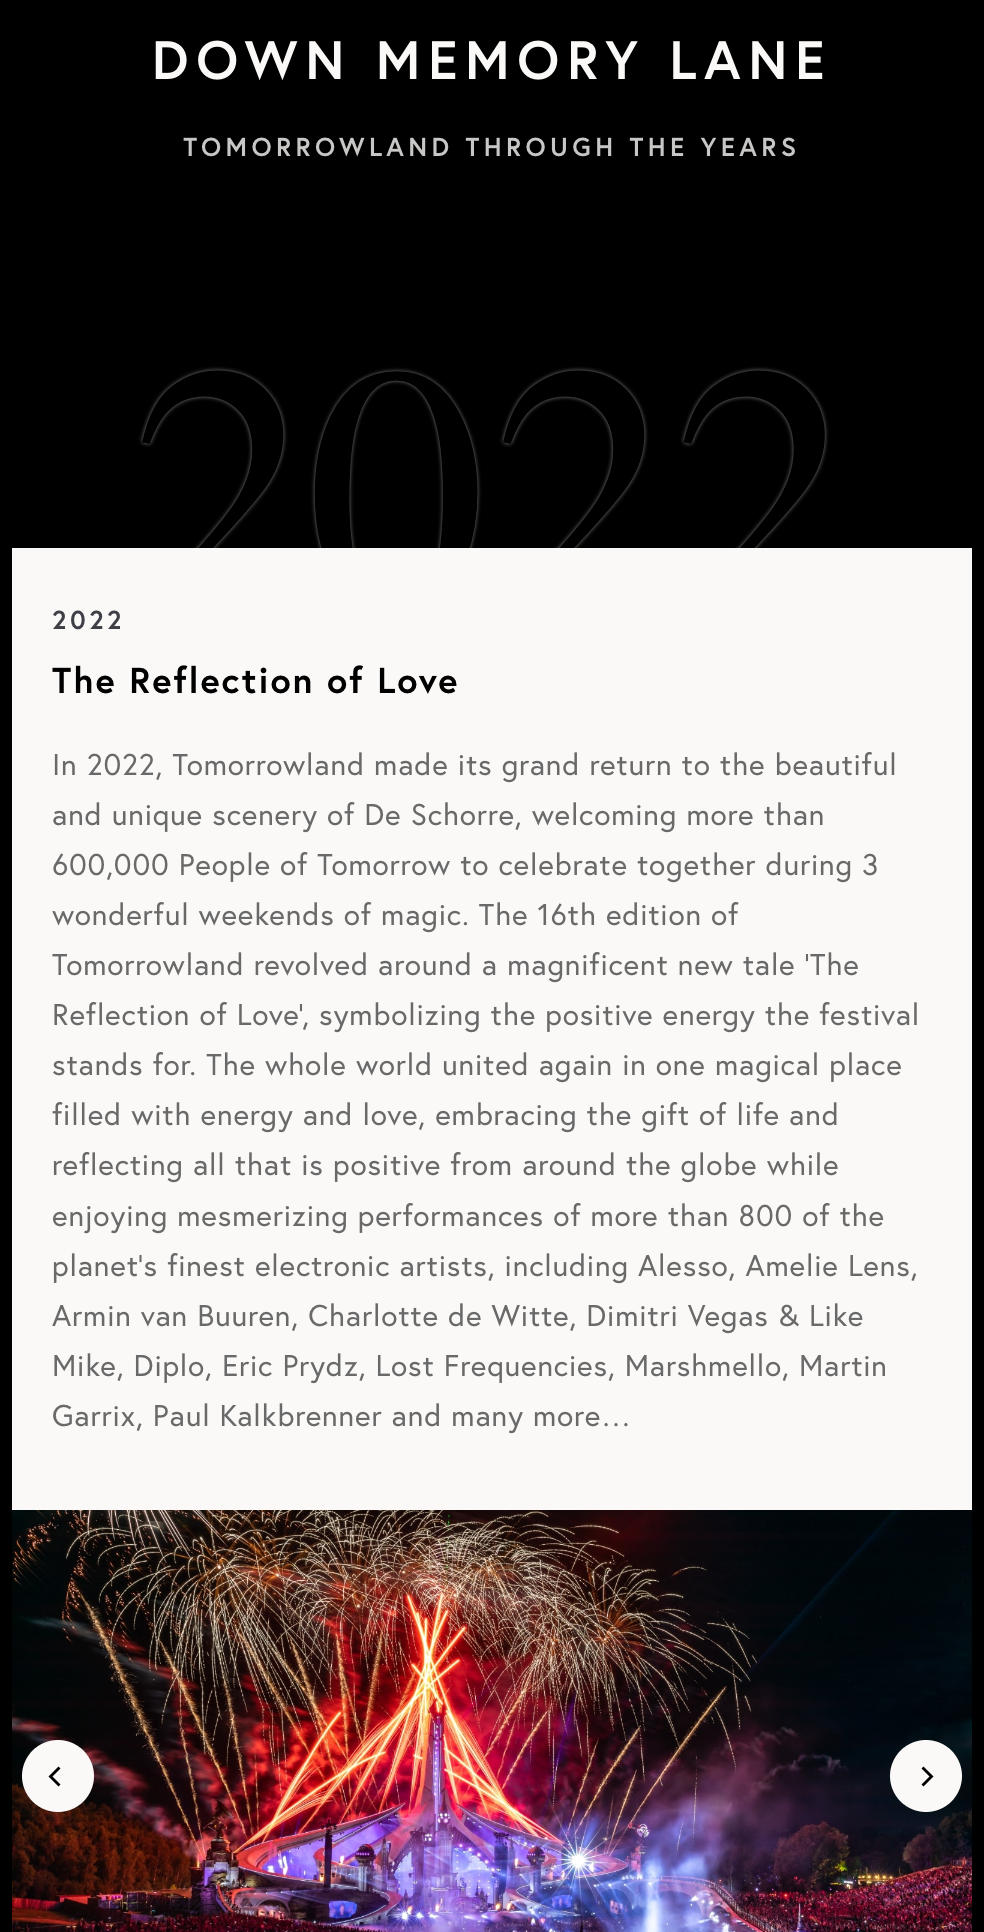 DOWN MEMORY LANE
TOMORROWLAND THROUGH THE YEARS
2022
2022
The Reflection of Love
In 2022, Tomorrowland made its grand return to the beautiful
and unique scenery of De Schorre, welcoming more than
600,000 People of Tomorrow to celebrate together during 3
wonderful weekends of magic. The 16th edition of
Tomorrowland revolved around a magnificent new tale 'The
Reflection of Love', symbolizing the positive energy the festival
stands for. The whole world united again in one magical place
filled with energy and love, embracing the gift of life and
reflecting all that is positive from around the globe while
enjoying mesmerizing performances of more than 800 of the
planet's finest electronic artists, including Alesso, Amelie Lens,
Armin van Buuren, Charlotte de Witte, Dimitri Vegas & Like
Mike, Diplo, Eric Prydz, Lost Frequencies, Marshmello, Martin
Garrix, Paul Kalkbrenner and many more…